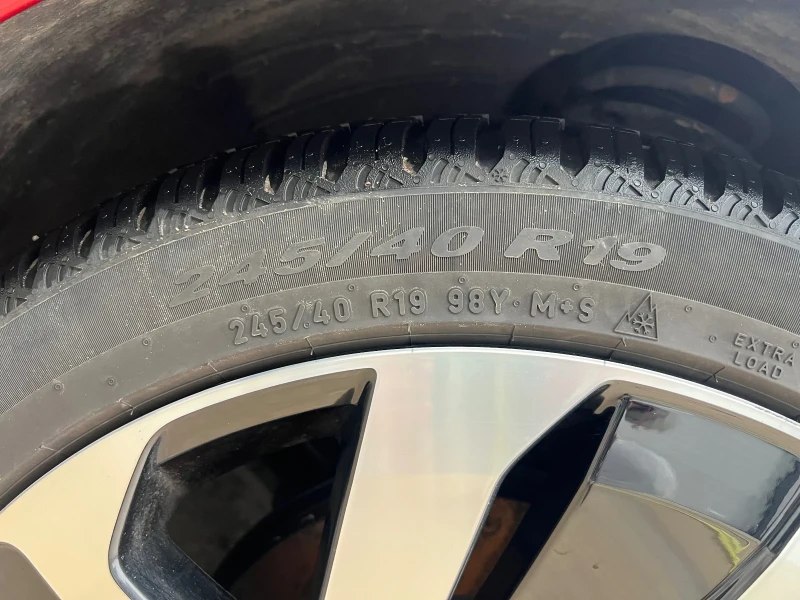 245/40 R19
245/40 R19 98Y M+S
EXTRA
LOAD